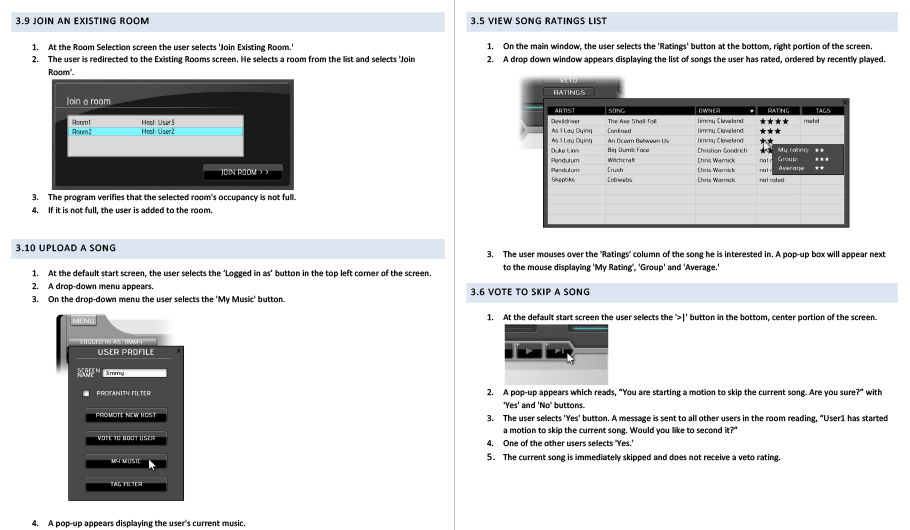 3.9 JOIN AN EXISTING ROOM
1. At the Room Selection screen the user selects 'Join Existing Room.'
2. The user is redirected to the Existing Rooms screen. He selects a room from the list and selects 'Join
Room'.
Join a room
Room1 Host: User3
Room2 Host: User2
JOIN ROOM > >
3. The program verifies that the selected room's occupancy is not full.
4. If it is not full, the user is added to the room.
3.10 UPLOAD A SONG
1. At the default start screen, the user selects the ‘Logged in as’ button in the top left corner of the screen.
2. A drop-down menu appears.
3. On the drop-down menu the user selects the 'My Music' button.
MENU
LOGGED IN AS: JIMMY
USER PROFILE X
SCREEN
NAME Jimmy
PROFANITY FILTER
PROMOTE NEW HOST
VOTE TO BOOT USER
MY MUSIC
TAG FILTER
4. A pop-up appears displaying the user's current music.
3.5 VIEW SONG RATINGS LIST
1. On the main window, the user selects the 'Ratings' button at the bottom, right portion of the screen.
2. A drop down window appears displaying the list of songs the user has rated, ordered by recently played.
VETO
RATINGS
ARTIST SONG OWNER ▼ RATING TAGS
Devildriver The Axe Shall Fall Jimmy Cleveland ★★★★ metal
As I Lay Dying Confined Jimmy Cleveland ★★★
As I Lay Dying An Ocean Between Us Jimmy Cleveland ★★
Duke Lion Big Dumb Face Christian Goodrich
Pendulum Witchcraft Chris Warnick not
Pendulum Crush Chris Warnick not
Skephiks Cobwebs Chris Warnick not rated
My rating: ★★
Group: ★★★
Average: ★★
3. The user mouses over the 'Ratings' column of the song he is interested in. A pop-up box will appear next
to the mouse displaying 'My Rating', 'Group' and 'Average.'
3.6 VOTE TO SKIP A SONG
1. At the default start screen the user selects the '>|' button in the bottom, center portion of the screen.
2. A pop-up appears which reads, “You are starting a motion to skip the current song. Are you sure?” with
'Yes' and 'No' buttons.
3. The user selects 'Yes' button. A message is sent to all other users in the room reading, “User1 has started
a motion to skip the current song. Would you like to second it?”
4. One of the other users selects 'Yes.'
5. The current song is immediately skipped and does not receive a veto rating.